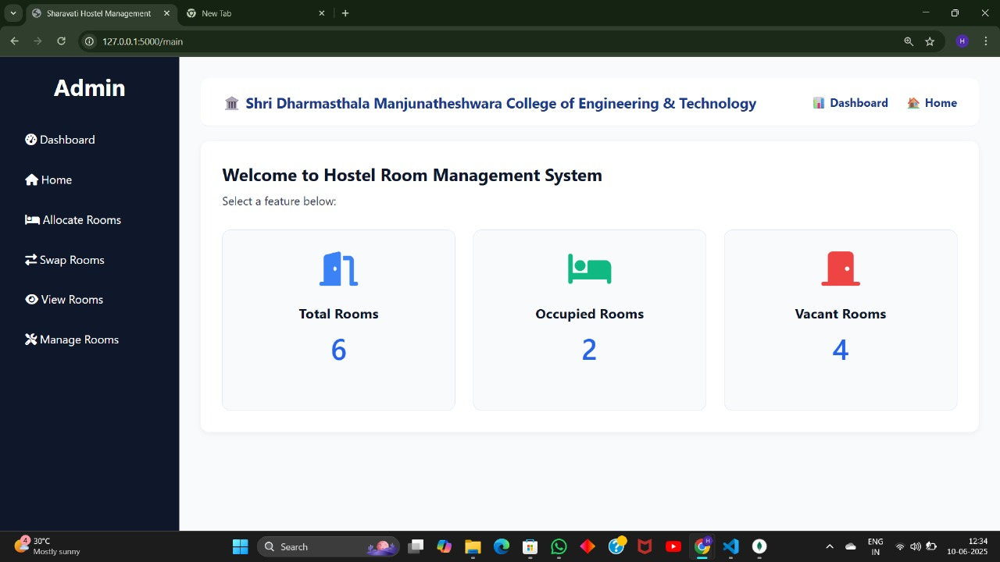 Sharavati Hostel Management
New Tab
127.0.0.1:5000/main
H
Admin
Dashboard
Home
Allocate Rooms
Swap Rooms
View Rooms
Manage Rooms
Shri Dharmasthala Manjunatheshwara College of Engineering & Technology
Dashboard
Home
Welcome to Hostel Room Management System
Select a feature below:
Total Rooms
6
Occupied Rooms
2
Vacant Rooms
4
4
30°C
Mostly sunny
Search
H
ENG
IN
12:34
10-06-2025